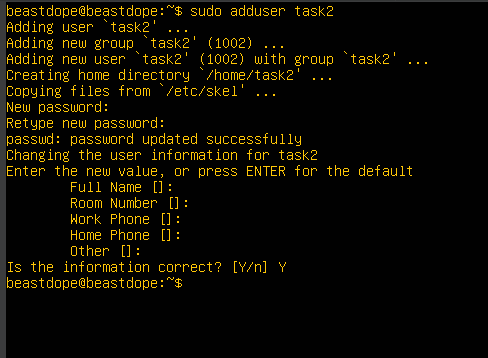 beastdope@beastdope:~$ sudo adduser task2
Adding user `task2' ...
Adding new group `task2' (1002) ...
Adding new user `task2' (1002) with group `task2' ...
Creating home directory `/home/task2' ...
Copying files from `/etc/skel' ...
New password:
Retype new password:
passwd: password updated successfully
Changing the user information for task2
Enter the new value, or press ENTER for the default
Full Name []:
Room Number []:
Work Phone []:
Home Phone []:
Other []:
Is the information correct? [Y/n] Y
beastdope@beastdope:~$